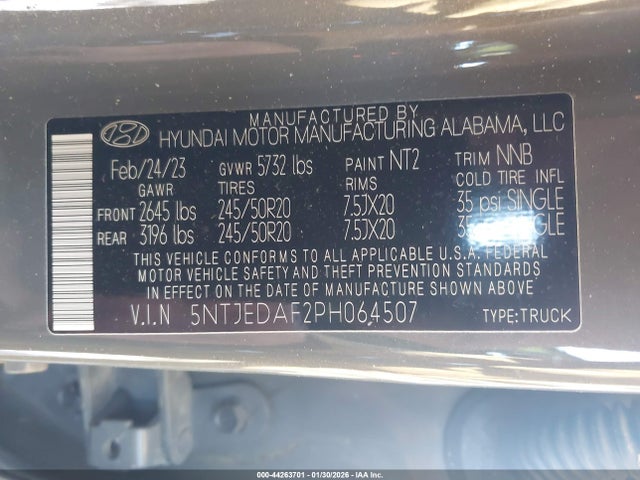 MANUFACTURED BY
HYUNDAI MOTOR MANUFACTURING ALABAMA, LLC
Feb/24/23 GVWR 5732 lbs PAINT NT2 TRIM NNB
GAWR TIRES RIMS COLD TIRE INFL
FRONT 2645 lbs 245/50R20 7.5JX20 35 psi SINGLE
REAR 3196 lbs 245/50R20 7.5JX20
THIS VEHICLE CONFORMS TO ALL APPLICABLE U.S.A. FEDERAL
MOTOR VEHICLE SAFETY AND THEFT PREVENTION STANDARDS
IN EFFECT ON THE DATE OF MANUFACTURE SHOWN ABOVE
V.I.N 5NTJEDAF2PH064507 TYPE:TRUCK
000-44263701 - 01/30/2026 - IAA, Inc.